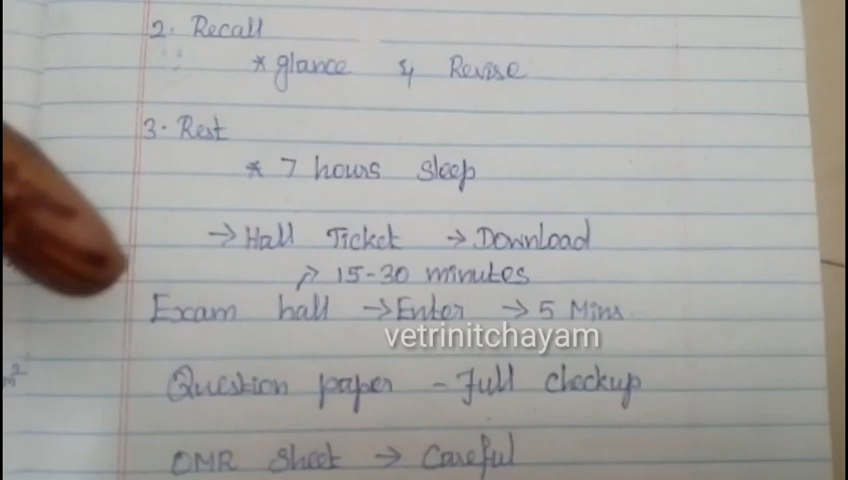 2. Recall
* glance & Revise
3. Rest
* 7 hours sleep
→ Hall Ticket → Download
↗ 15-30 minutes
Exam hall → Enter → 5 Mins
vetrinitchayam
Question paper - Full checkup
OMR Sheet → Careful